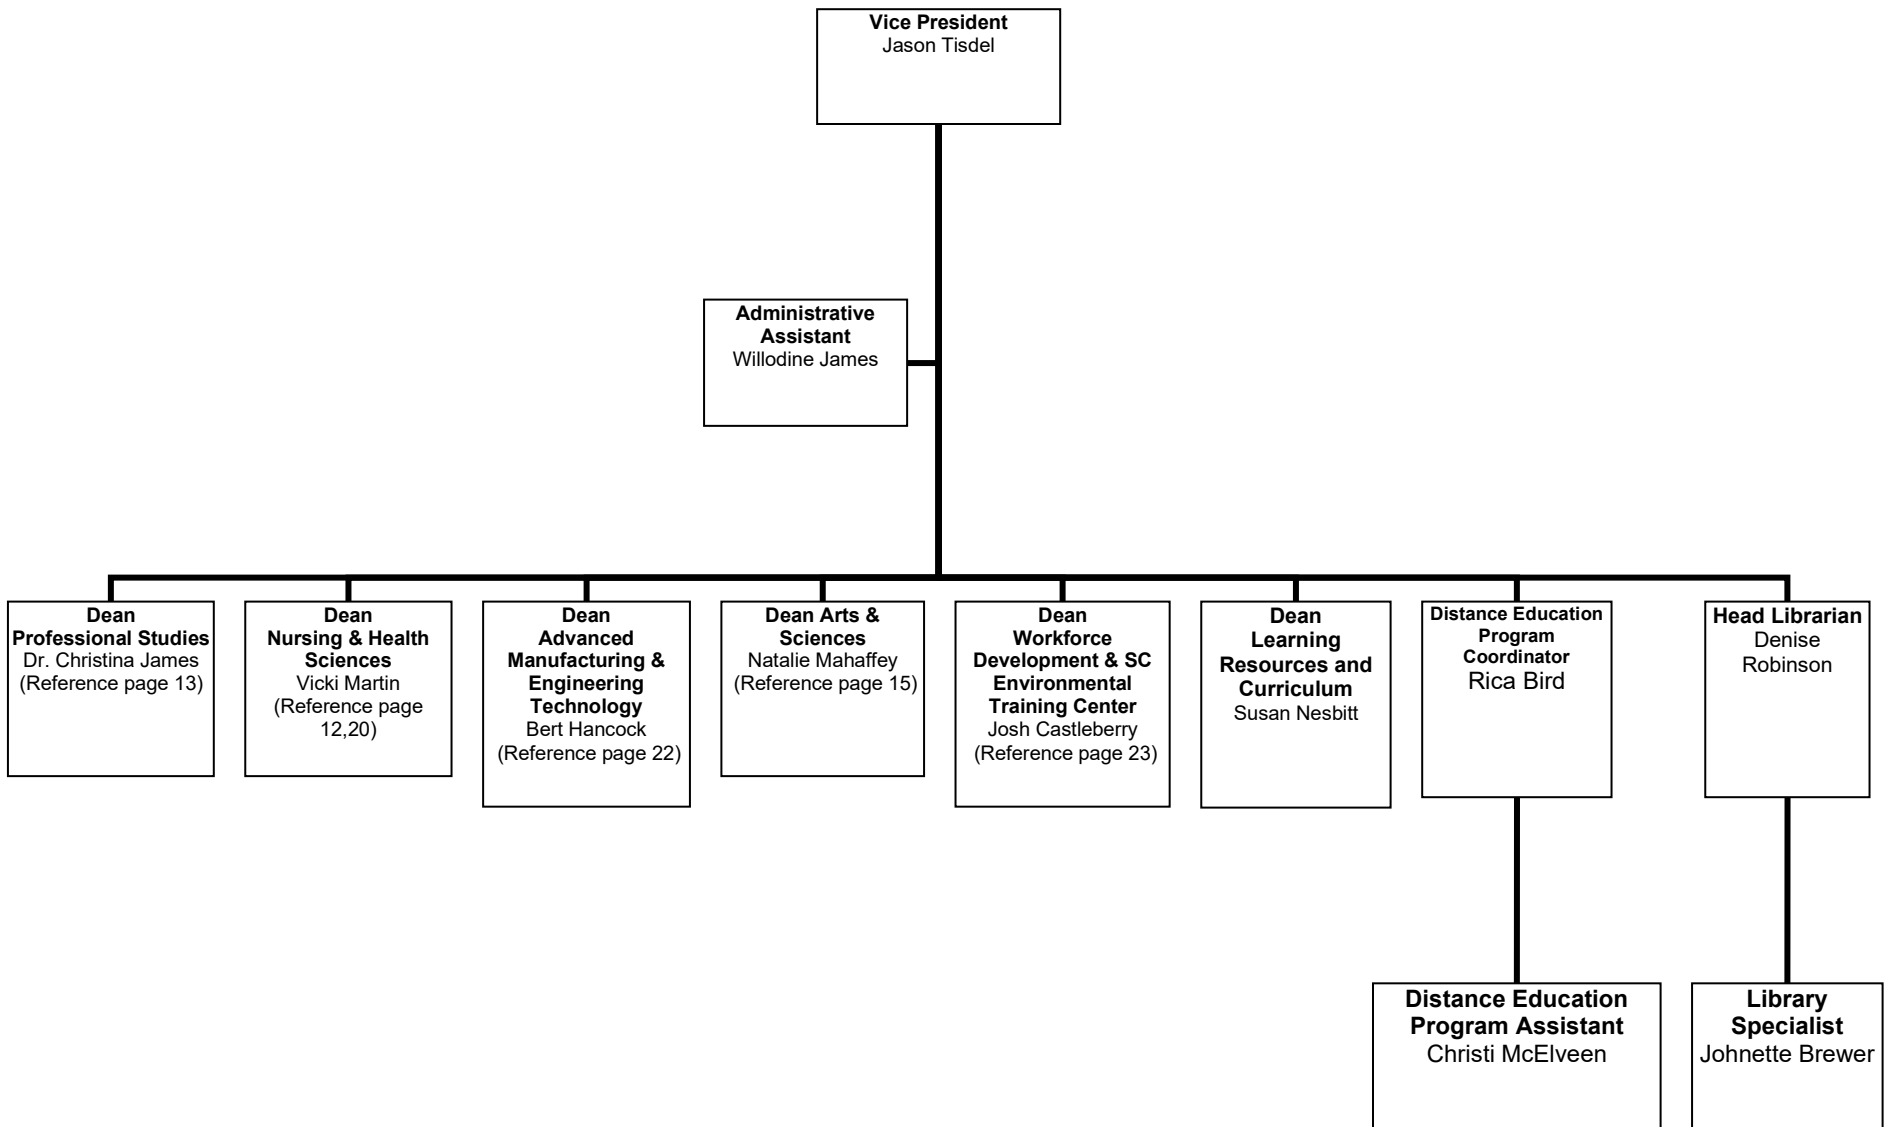 Vice President
Jason Tisdel
Administrative
Assistant
Willodine James
Dean
Professional Studies
Dr. Christina James
(Reference page 13)
Dean
Nursing & Health
Sciences
Vicki Martin
(Reference page
12,20)
Dean
Advanced
Manufacturing &
Engineering
Technology
Bert Hancock
(Reference page 22)
Dean Arts &
Sciences
Natalie Mahaffey
(Reference page 15)
Dean
Workforce
Development & SC
Environmental
Training Center
Josh Castleberry
(Reference page 23)
Dean
Learning
Resources and
Curriculum
Susan Nesbitt
Distance Education
Program
Coordinator
Rica Bird
Head Librarian
Denise
Robinson
Distance Education
Program Assistant
Christi McElveen
Library
Specialist
Johnette Brewer